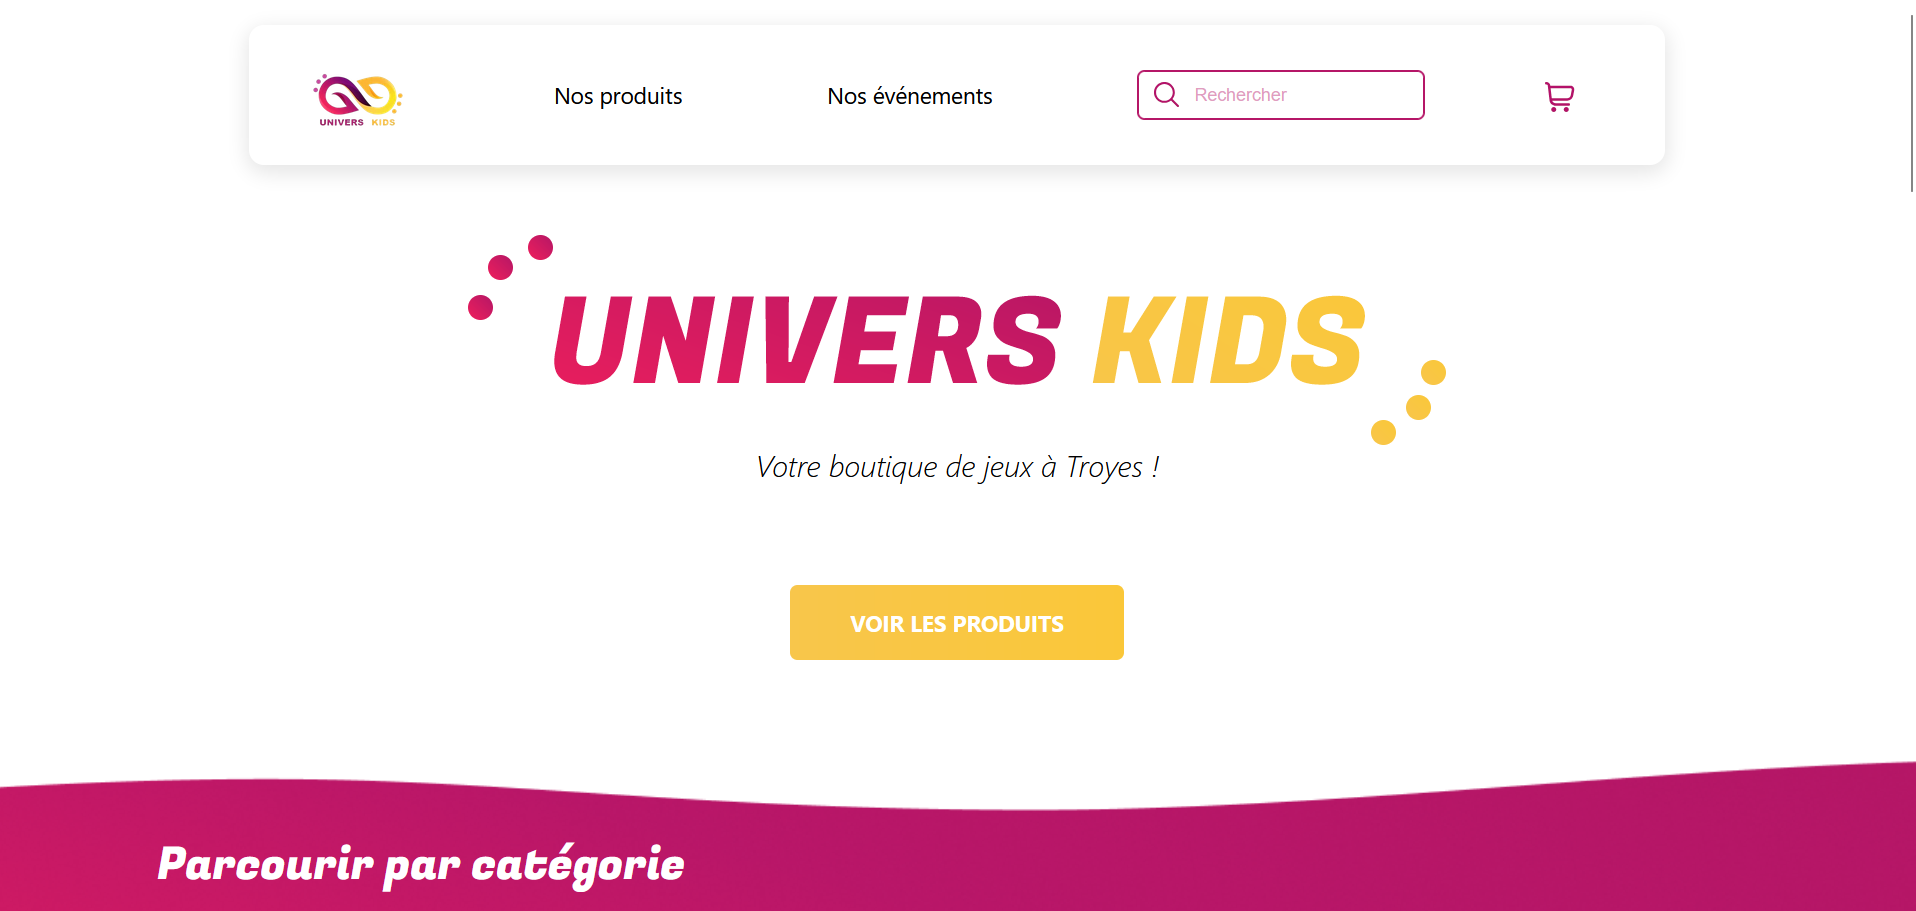 UNIVERS KIDS
Nos produits
Nos événements
Rechercher
UNIVERS KIDS
Votre boutique de jeux à Troyes !
VOIR LES PRODUITS
Parcourir par catégorie